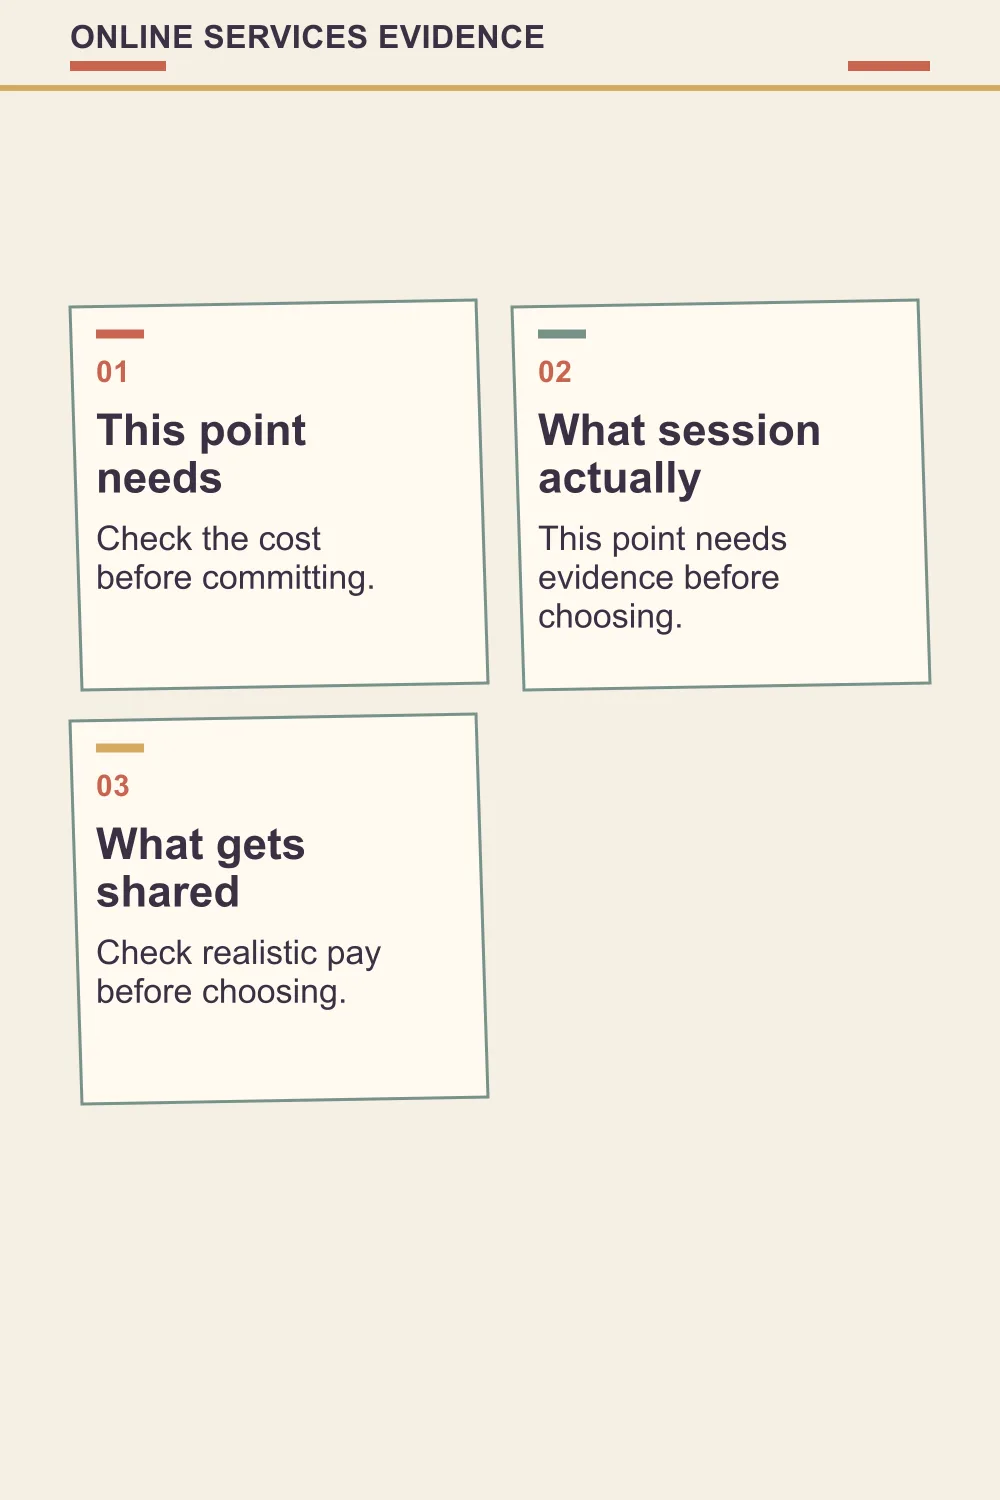 ONLINE SERVICES EVIDENCE
01
This point
needs
Check the cost
before committing.
02
What session
actually
This point needs
evidence before
choosing.
03
What gets
shared
Check realistic pay
before choosing.